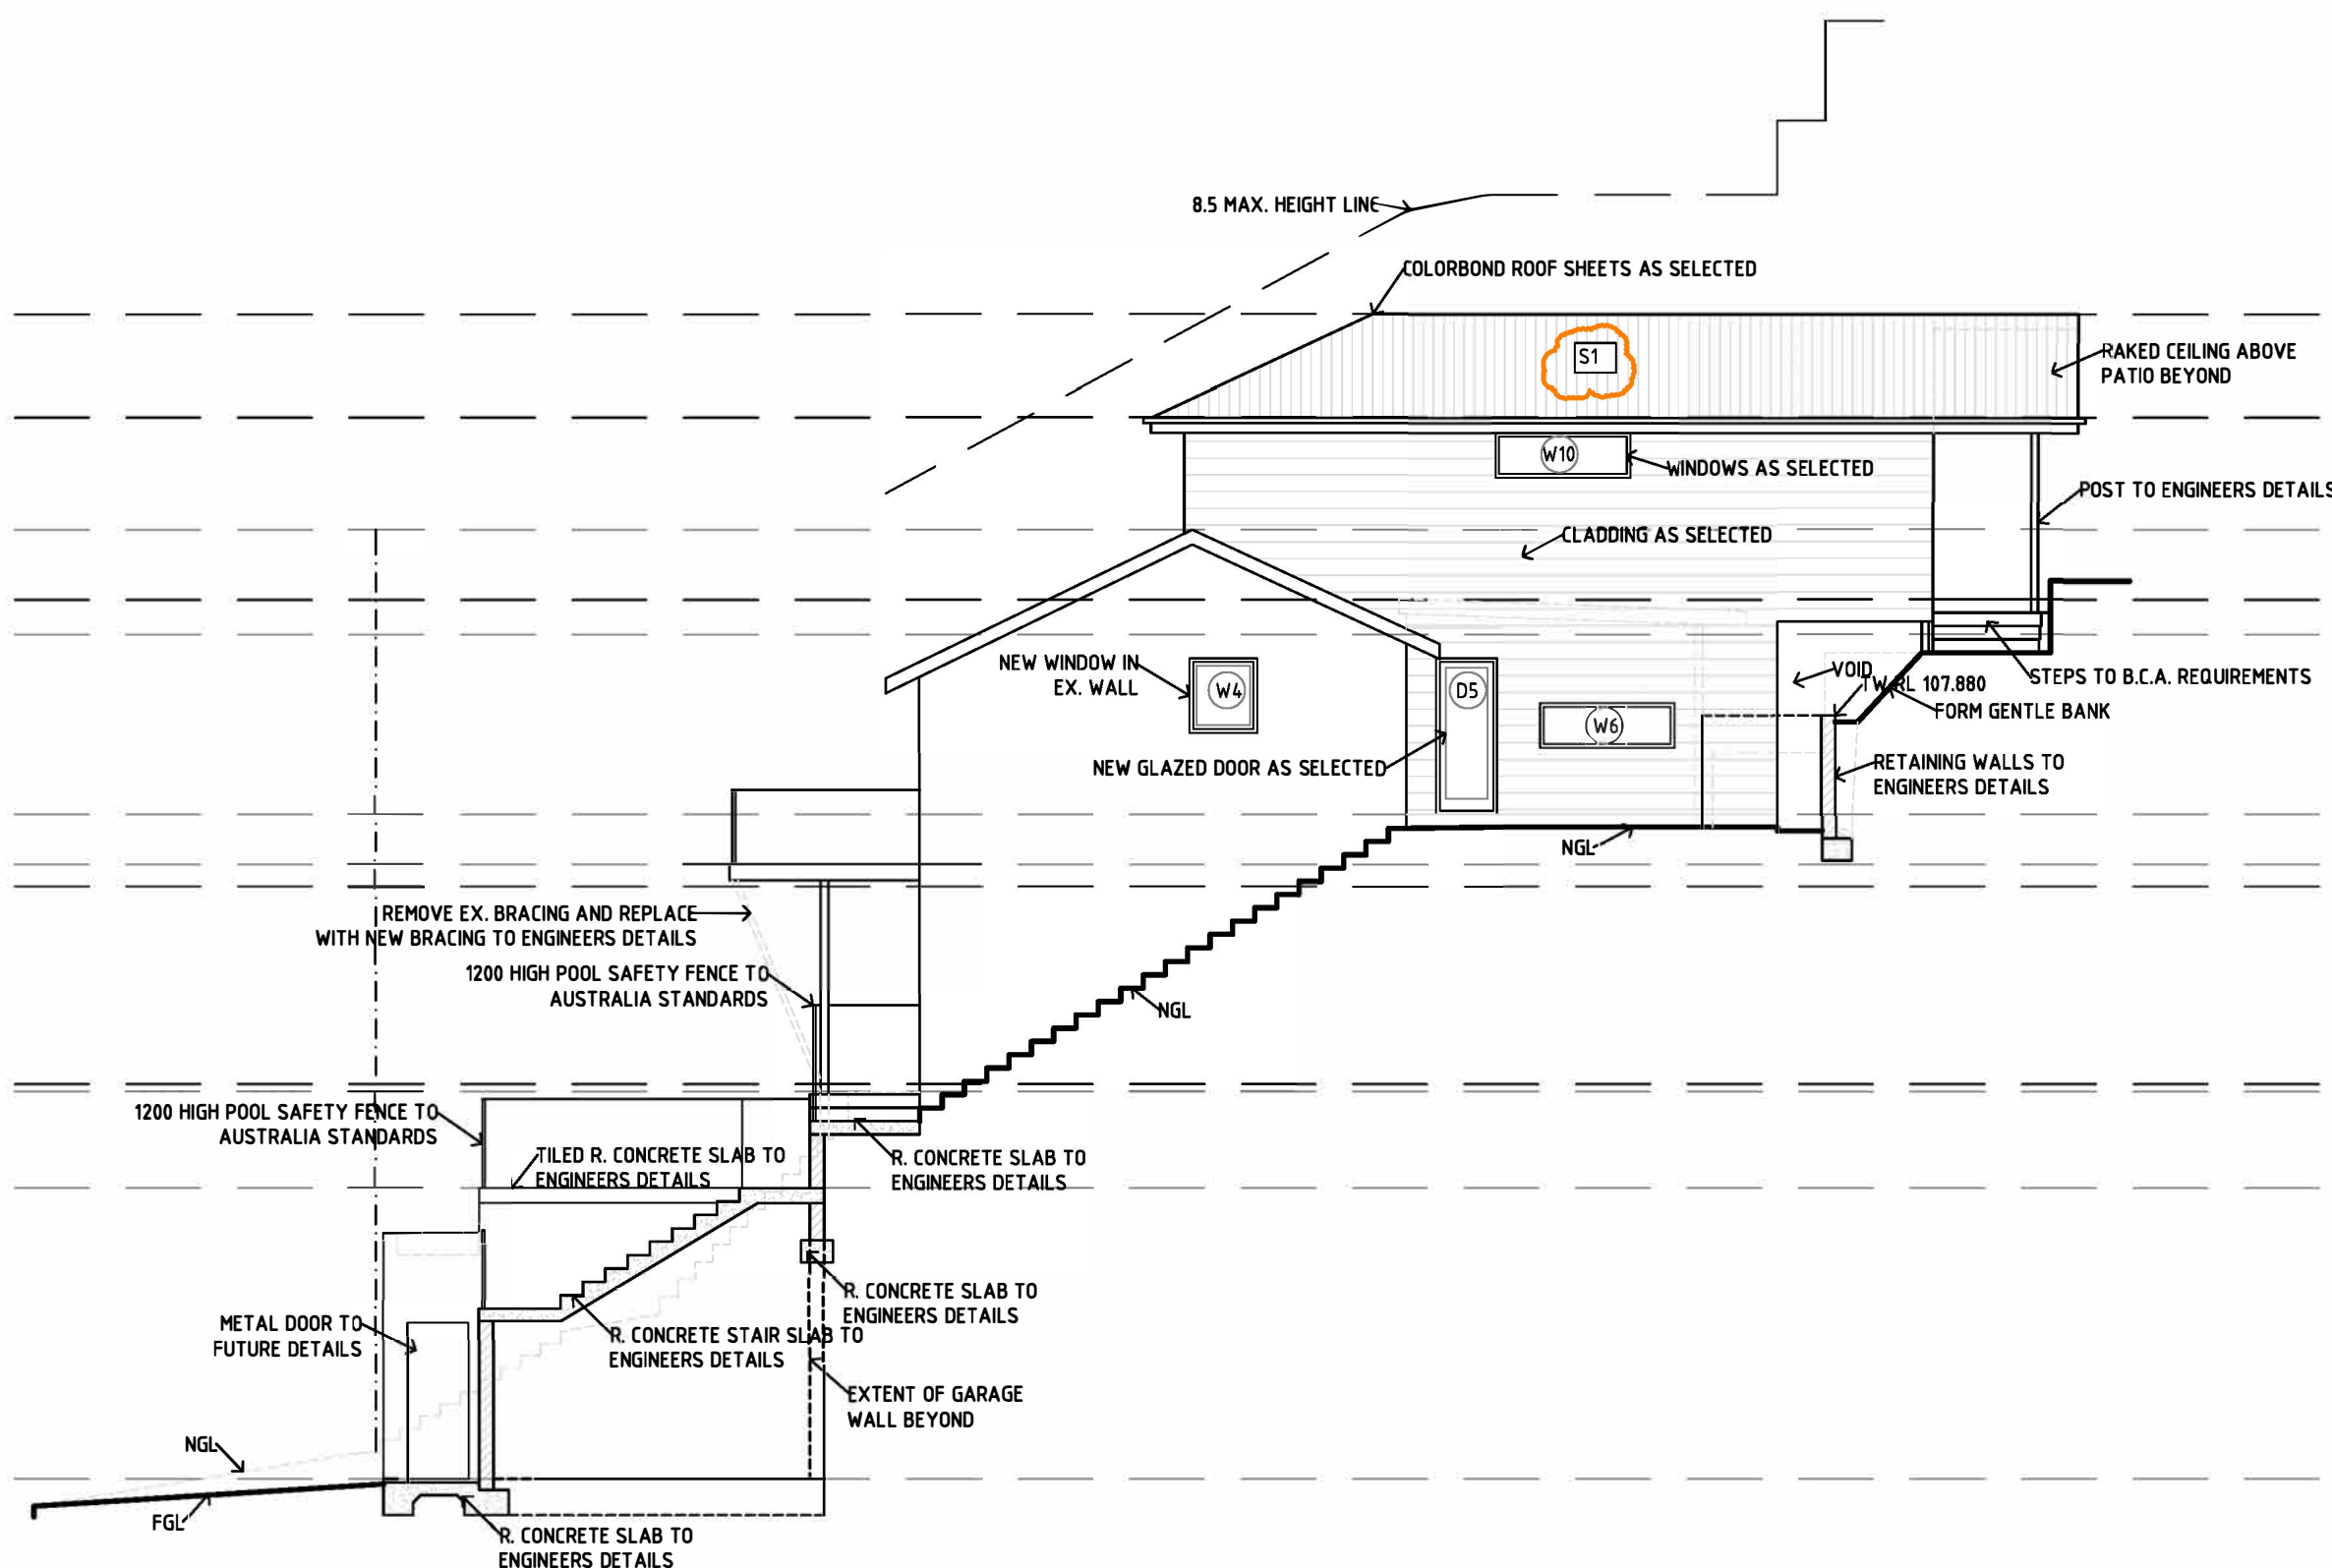 8.5 MAX. HEIGHT LINE
COLORBOND ROOF SHEETS AS SELECTED
S1
RAKED CEILING ABOVE
PATIO BEYOND
W10
WINDOWS AS SELECTED
POST TO ENGINEERS DETAILS
CLADDING AS SELECTED
NEW WINDOW IN
EX. WALL
W4
D5
W6
VOID
TW RL 107.880
STEPS TO B.C.A. REQUIREMENTS
FORM GENTLE BANK
NEW GLAZED DOOR AS SELECTED
RETAINING WALLS TO
ENGINEERS DETAILS
NGL
REMOVE EX. BRACING AND REPLACE
WITH NEW BRACING TO ENGINEERS DETAILS
1200 HIGH POOL SAFETY FENCE TO
AUSTRALIA STANDARDS
NGL
1200 HIGH POOL SAFETY FENCE TO
AUSTRALIA STANDARDS
TILED R. CONCRETE SLAB TO
ENGINEERS DETAILS
R. CONCRETE SLAB TO
ENGINEERS DETAILS
R. CONCRETE SLAB TO
ENGINEERS DETAILS
METAL DOOR TO
FUTURE DETAILS
R. CONCRETE STAIR SLAB TO
ENGINEERS DETAILS
EXTENT OF GARAGE
WALL BEYOND
NGL
FGL
R. CONCRETE SLAB TO
ENGINEERS DETAILS